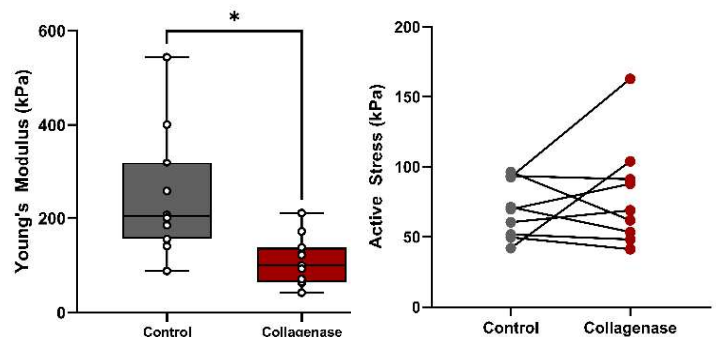 Young's Modulus (kPa)
600
400
200
0
*
Control
Collagenase
Active Stress (kPa)
200
150
100
50
0
Control
Collagenase